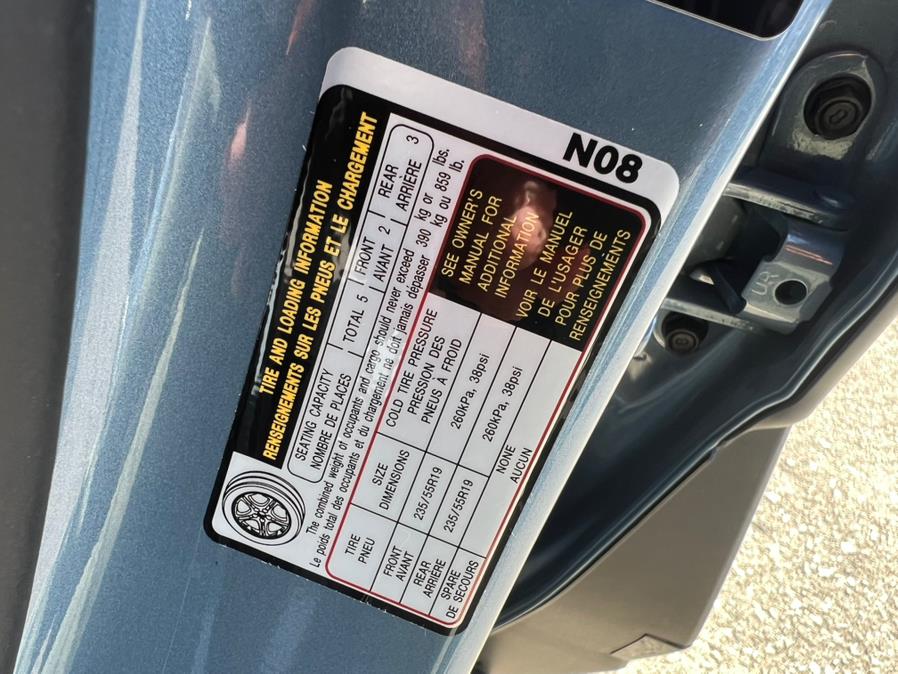 N08
TIRE AND LOADING INFORMATION
RENSEIGNEMENTS SUR LES PNEUS ET LE CHARGEMENT
SEATING CAPACITY
NOMBRE DE PLACES
TOTAL 5
FRONT
AVANT 2
REAR
ARRIÈRE 3
The combined weight of occupants and cargo should never exceed 390 kg or 859 lbs.
Le poids total des occupants et du chargement ne doit jamais dépasser 390 kg ou 859 lb.
TIRE
PNEU
SIZE
DIMENSIONS
COLD TIRE PRESSURE
PRESSION DES
PNEUS À FROID
FRONT
AVANT
235/55R19
260kPa, 38psi
REAR
ARRIÈRE
235/55R19
260kPa, 38psi
SPARE
DE SECOURS
NONE
AUCUN
SEE OWNER'S
MANUAL FOR
ADDITIONAL
INFORMATION
VOIR LE MANUEL
DE L'USAGER
POUR PLUS DE
RENSEIGNEMENTS